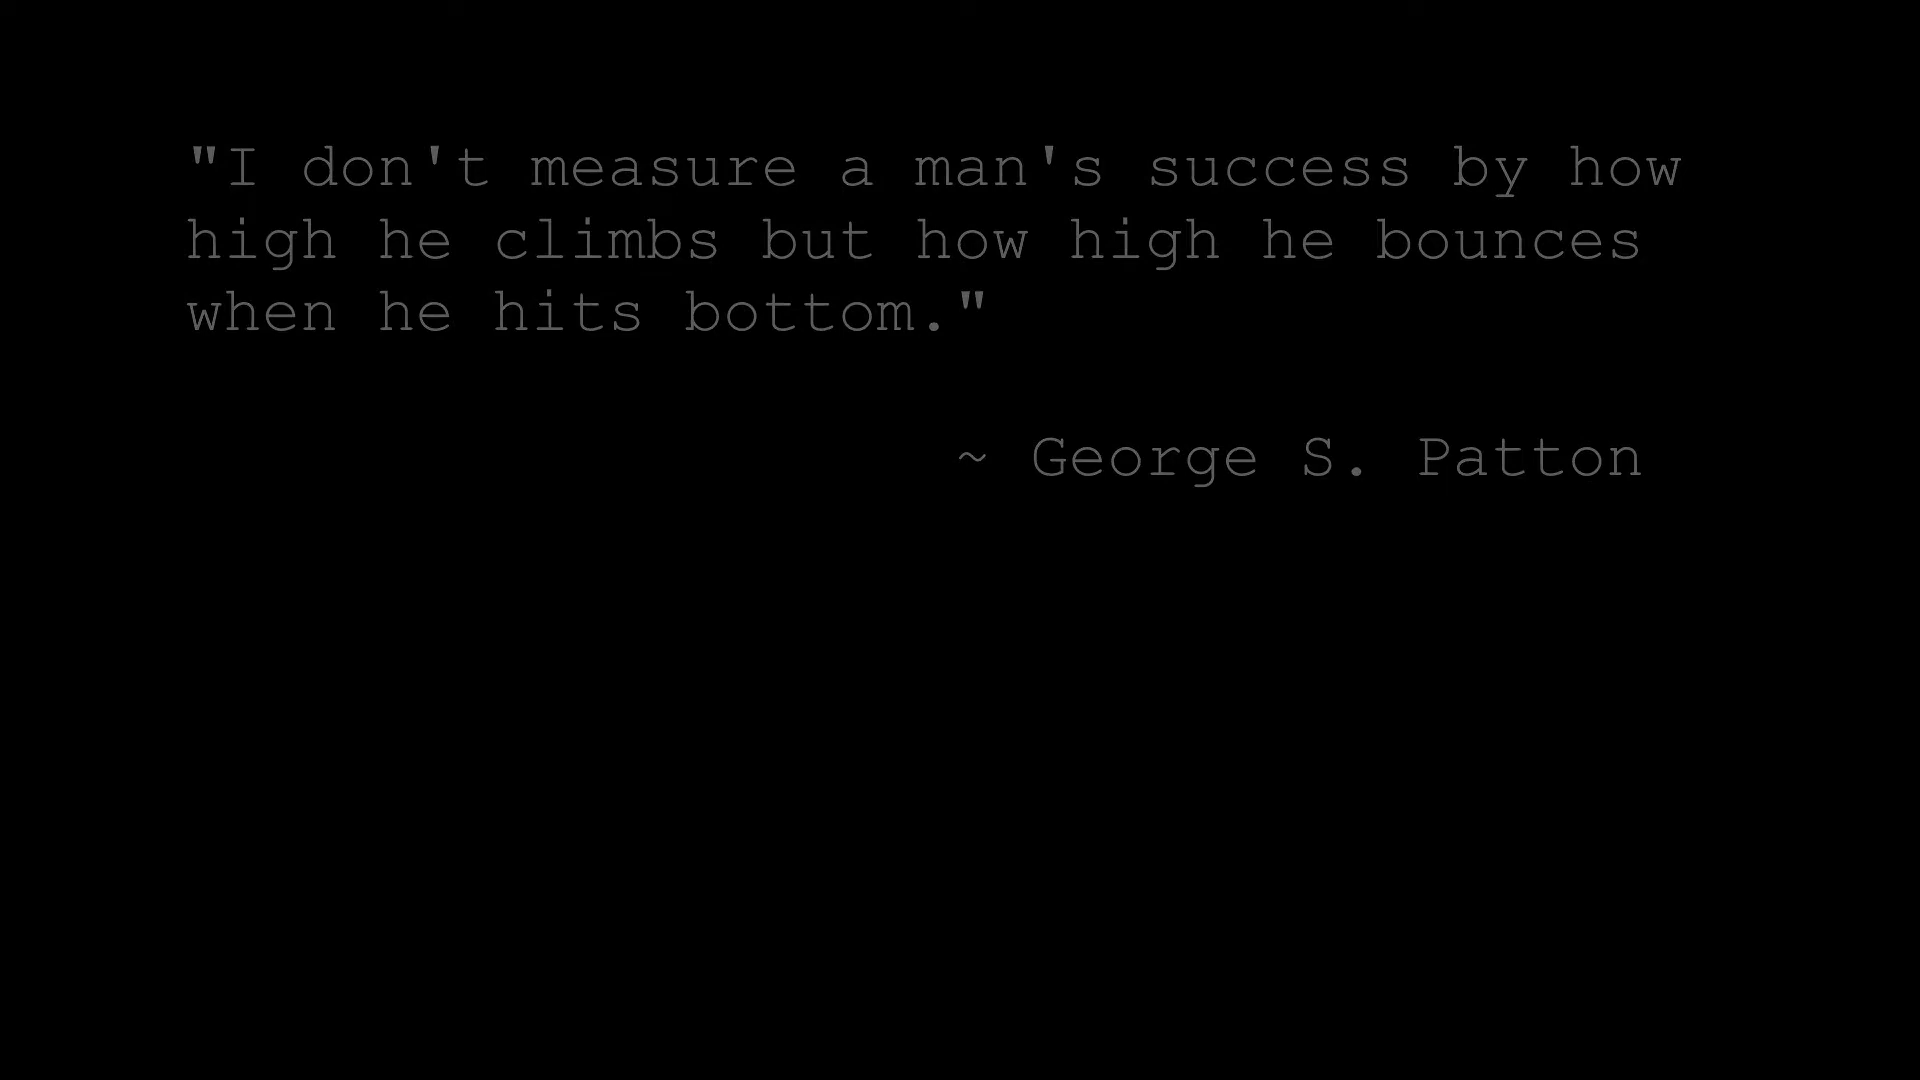 "I don't measure a man's success by how
high he climbs but how high he bounces
when he hits bottom."
~ George S. Patton